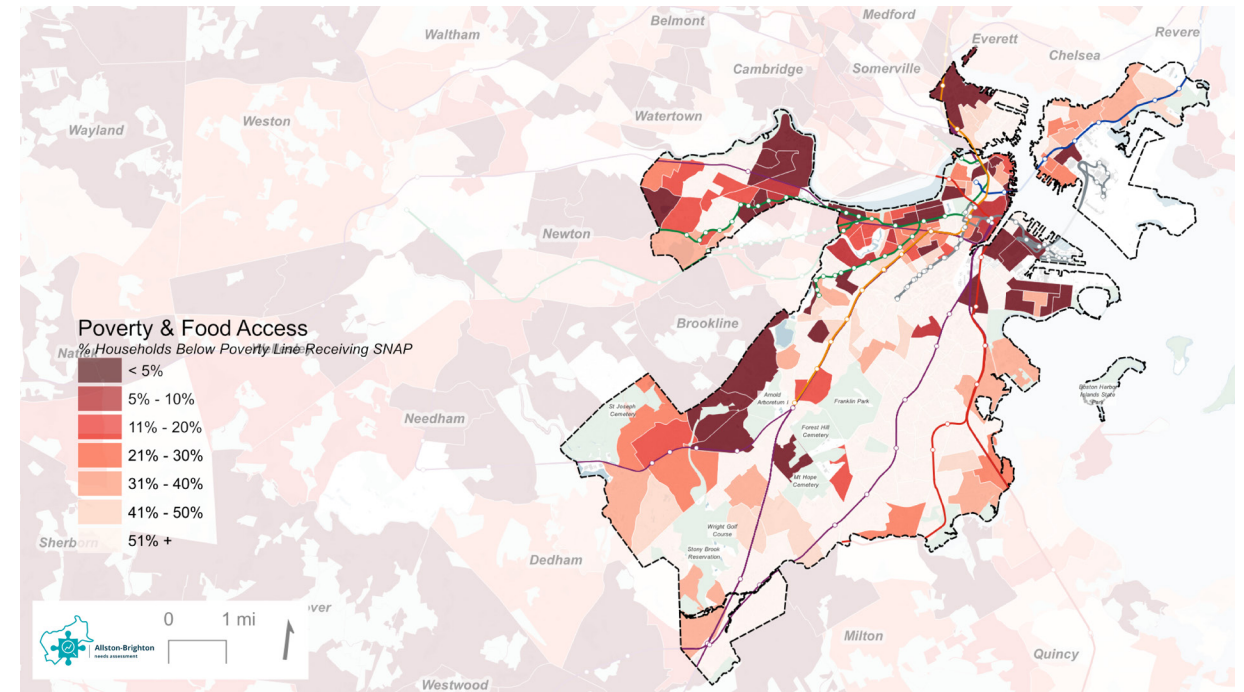 Medford
Belmont
Revere
Waltham
Everett
Chelsea
Cambridge
Somerville
Watertown
Weston
Wayland
Newton
Brookline
Poverty & Food Access
% Households Below Poverty Line Receiving SNAP
< 5%
5% - 10%
11% - 20%
21% - 30%
31% - 40%
41% - 50%
51% +
Needham
Boston Harbor
Islands State
Arnold
Arboretum
Franklin Park
St Joseph
Cemetery
Forest Hill
Cemetery
Mt Hope
Cemetery
Wright Golf
Course
Stony Brook
Reservation
Sherborn
Dedham
0 1 mi
Allston-Brighton
needs assessment
Milton
Quincy
Westwood